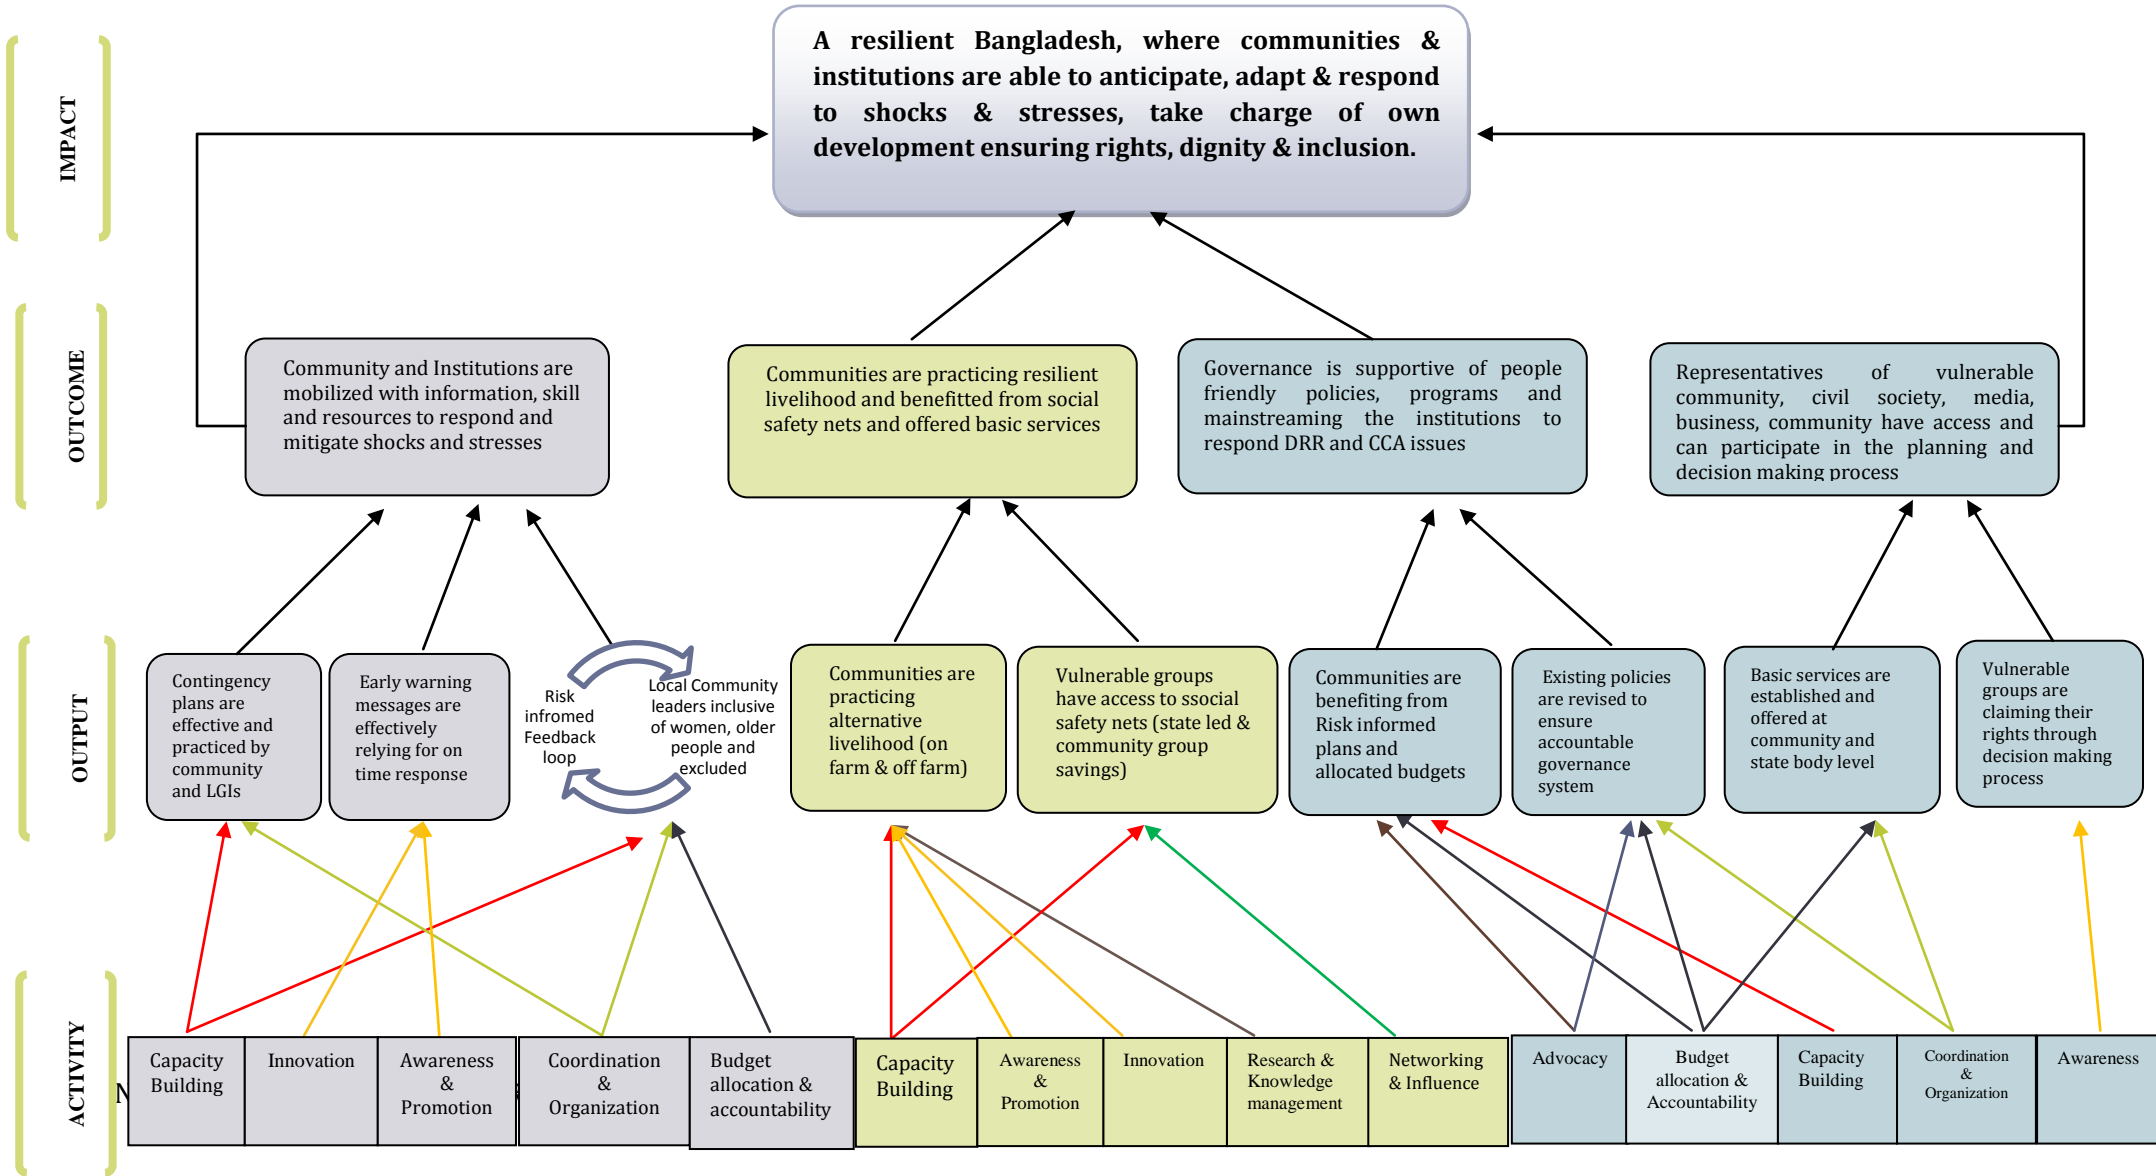 IMPACT
A resilient Bangladesh, where communities &
institutions are able to anticipate, adapt & respond
to shocks & stresses, take charge of own
development ensuring rights, dignity & inclusion.
OUTCOME
Community and Institutions are
mobilized with information, skill
and resources to respond and
mitigate shocks and stresses
Communities are practicing resilient
livelihood and benefitted from social
safety nets and offered basic services
Governance is supportive of people
friendly policies, programs and
mainstreaming the institutions to
respond DRR and CCA issues
Representatives of vulnerable
community, civil society, media,
business, community have access and
can participate in the planning and
decision making process
OUTPUT
Contingency
plans are
effective and
practiced by
community
and LGIs
Early warning
messages are
effectively
relying for on
time response
Risk
infromed
Feedback
loop
Local Community
leaders inclusive
of women, older
people and
excluded
Communities are
practicing
alternative
livelihood (on
farm & off farm)
Vulnerable groups
have access to ssocial
safety nets (state led &
community group
savings)
Communities are
benefiting from
Risk informed
plans and
allocated budgets
Existing policies
are revised to
ensure
accountable
governance
system
Basic services are
established and
offered at
community and
state body level
Vulnerable
groups are
claiming their
rights through
decision making
process
ACTIVITY
N
Capacity
Building
Innovation
Awareness
&
Promotion
Coordination
&
Organization
Budget
allocation &
accountability
Capacity
Building
Awareness
&
Promotion
Innovation
Research &
Knowledge
management
Networking
& Influence
Advocacy
Budget
allocation &
Accountability
Capacity
Building
Coordination
&
Organization
Awareness